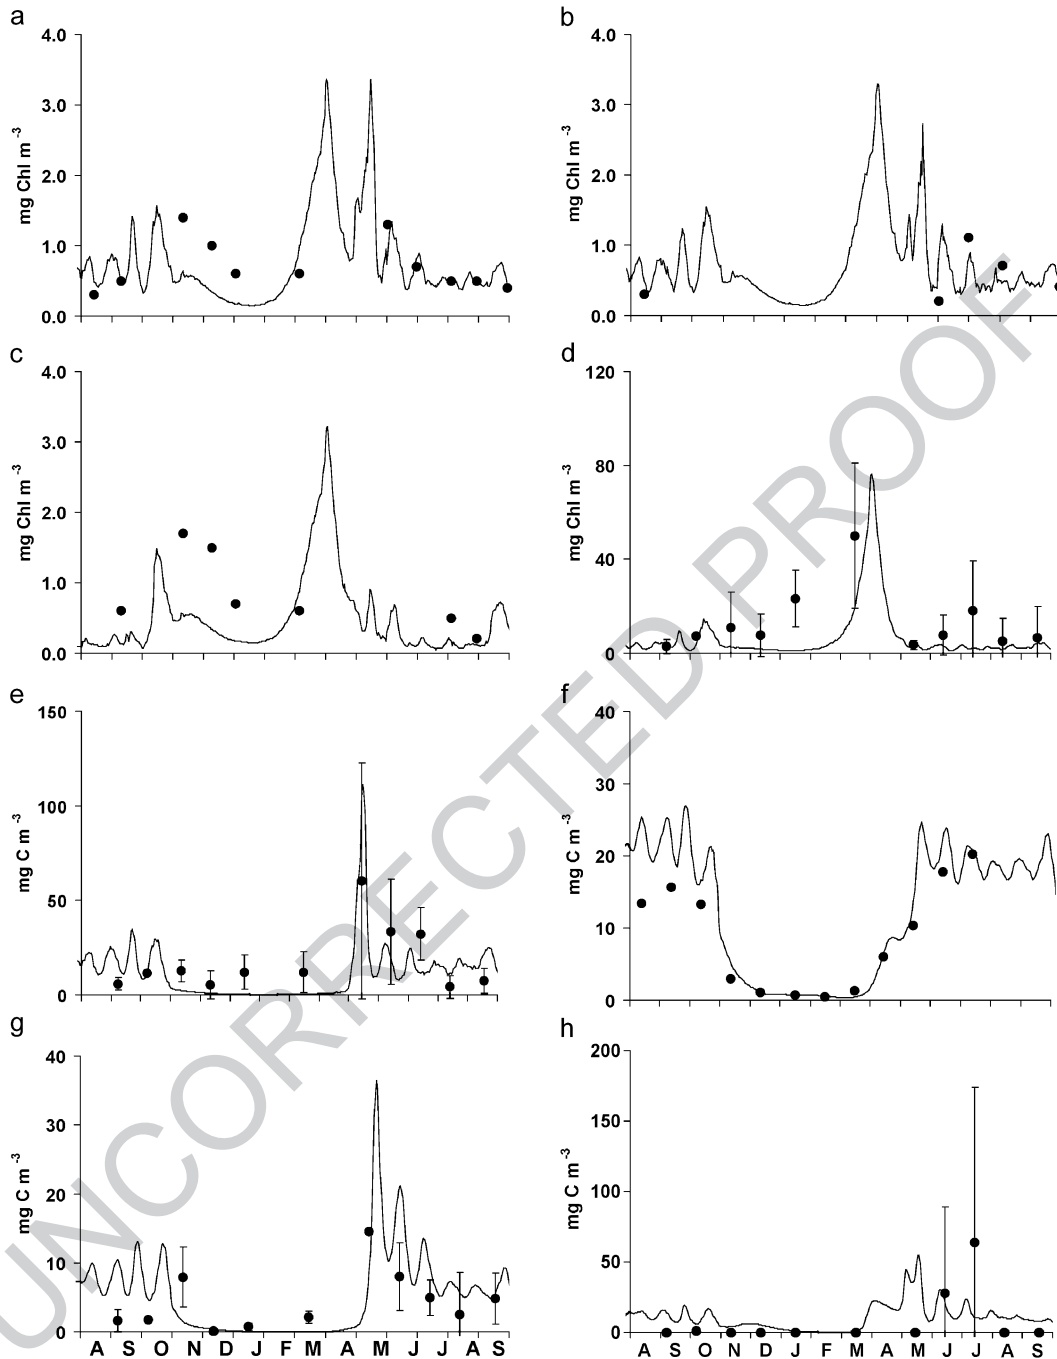 a
4.0
3.0
2.0
1.0
0.0
mg Chl m⁻³
b
4.0
3.0
2.0
1.0
0.0
mg Chl m⁻³
c
4.0
3.0
2.0
1.0
0.0
mg Chl m⁻³
d
120
80
40
0
mg Chl m⁻³
e
150
100
50
0
mg C m⁻³
f
40
30
20
10
0
mg C m⁻³
g
40
30
20
10
0
mg C m⁻³
A S O N D J F M A M J J A S
h
200
150
100
50
0
mg C m⁻³
A S O N D J F M A M J J A S
UNCORRECTED PROOF